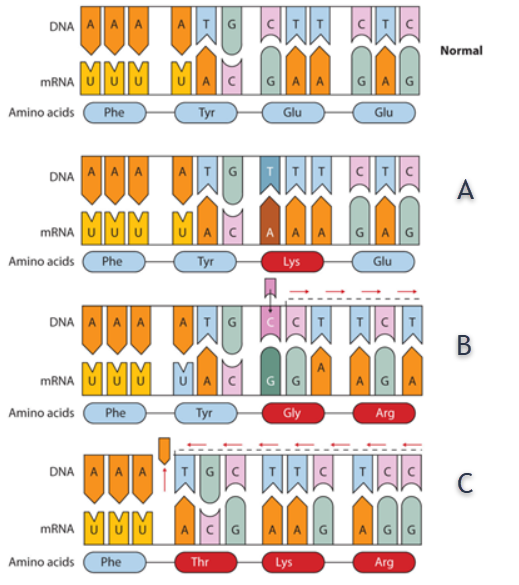 DNA A A A A T G C T T C T C
Normal
mRNA U U U U A C G A A G A G
Amino acids Phe Tyr Glu Glu
DNA A A A A T G T T T C T C
A
mRNA U U U U A C A A A G A G
Amino acids Phe Tyr Lys Glu
DNA A A A A T G C C T T C T
B
mRNA U U U U A C G G A A G A
Amino acids Phe Tyr Gly Arg
DNA A A A T G C T T C T C C
C
mRNA U U U A C G A A G A G G
Amino acids Phe Thr Lys Arg